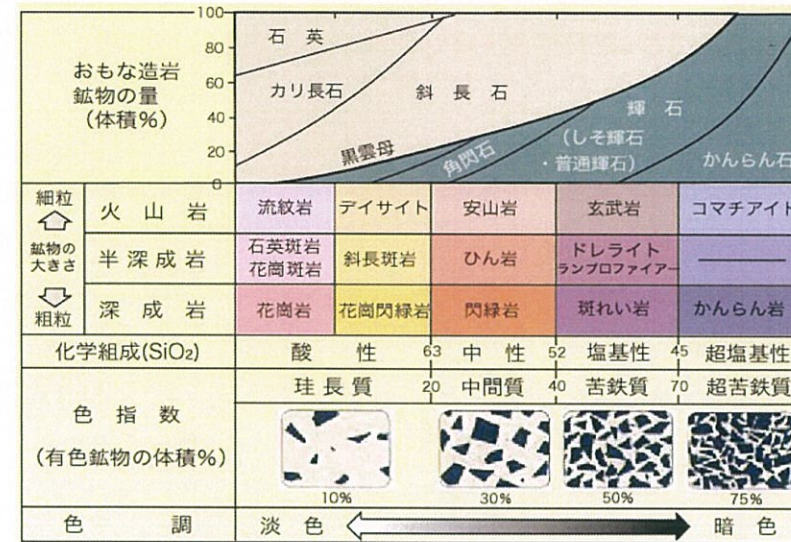 おもな造岩
鉱物の量
(体積%)
100
80
60
40
20
0
石英
カリ長石
斜長石
黒雲母
角閃石
輝石
(しそ輝石
・普通輝石)
かんらん石
細粒
鉱物の
大きさ
粗粒
火山岩 流紋岩 デイサイト 安山岩 玄武岩 コマチアイト
半深成岩 石英斑岩 斜長斑岩 ひん岩 ドレライト
花崗斑岩 ランプロファイアー
深成岩 花崗岩 花崗閃緑岩 閃緑岩 斑れい岩 かんらん岩
化学組成(SiO₂) 酸性 63 中性 52 塩基性 45 超塩基性
珪長質 20 中間質 40 苦鉄質 70 超苦鉄質
色指数
(有色鉱物の体積%)
10% 30% 50% 75%
色調 淡色 暗色